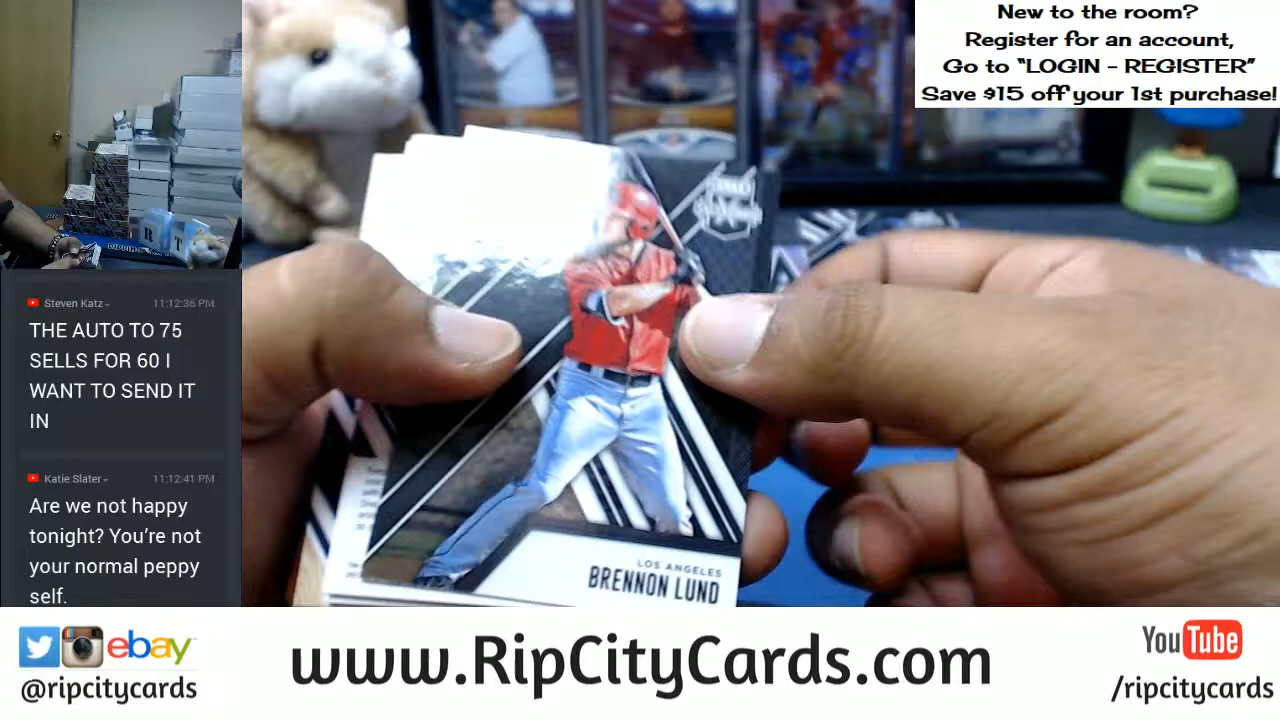 New to the room?
Register for an account,
Go to "LOGIN - REGISTER"
Save $15 off your 1st purchase!
Steven Katz
11:12:36 PM
THE AUTO TO 75
SELLS FOR 60 I
WANT TO SEND IT
IN
Katie Slater
11:12:41 PM
Are we not happy
tonight? You're not
your normal peppy
self.
R T
LOS ANGELES
BRENNON LUND
ebay
@ripcitycards
www.RipCityCards.com
YouTube
/ripcitycards